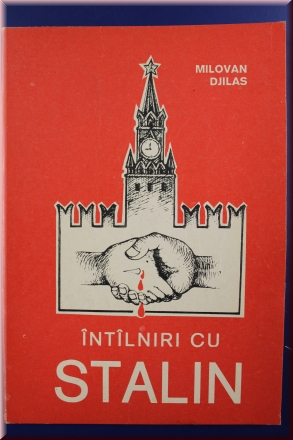 MILOVAN
DJILAS
ÎNTÎLNIRI CU
STALIN